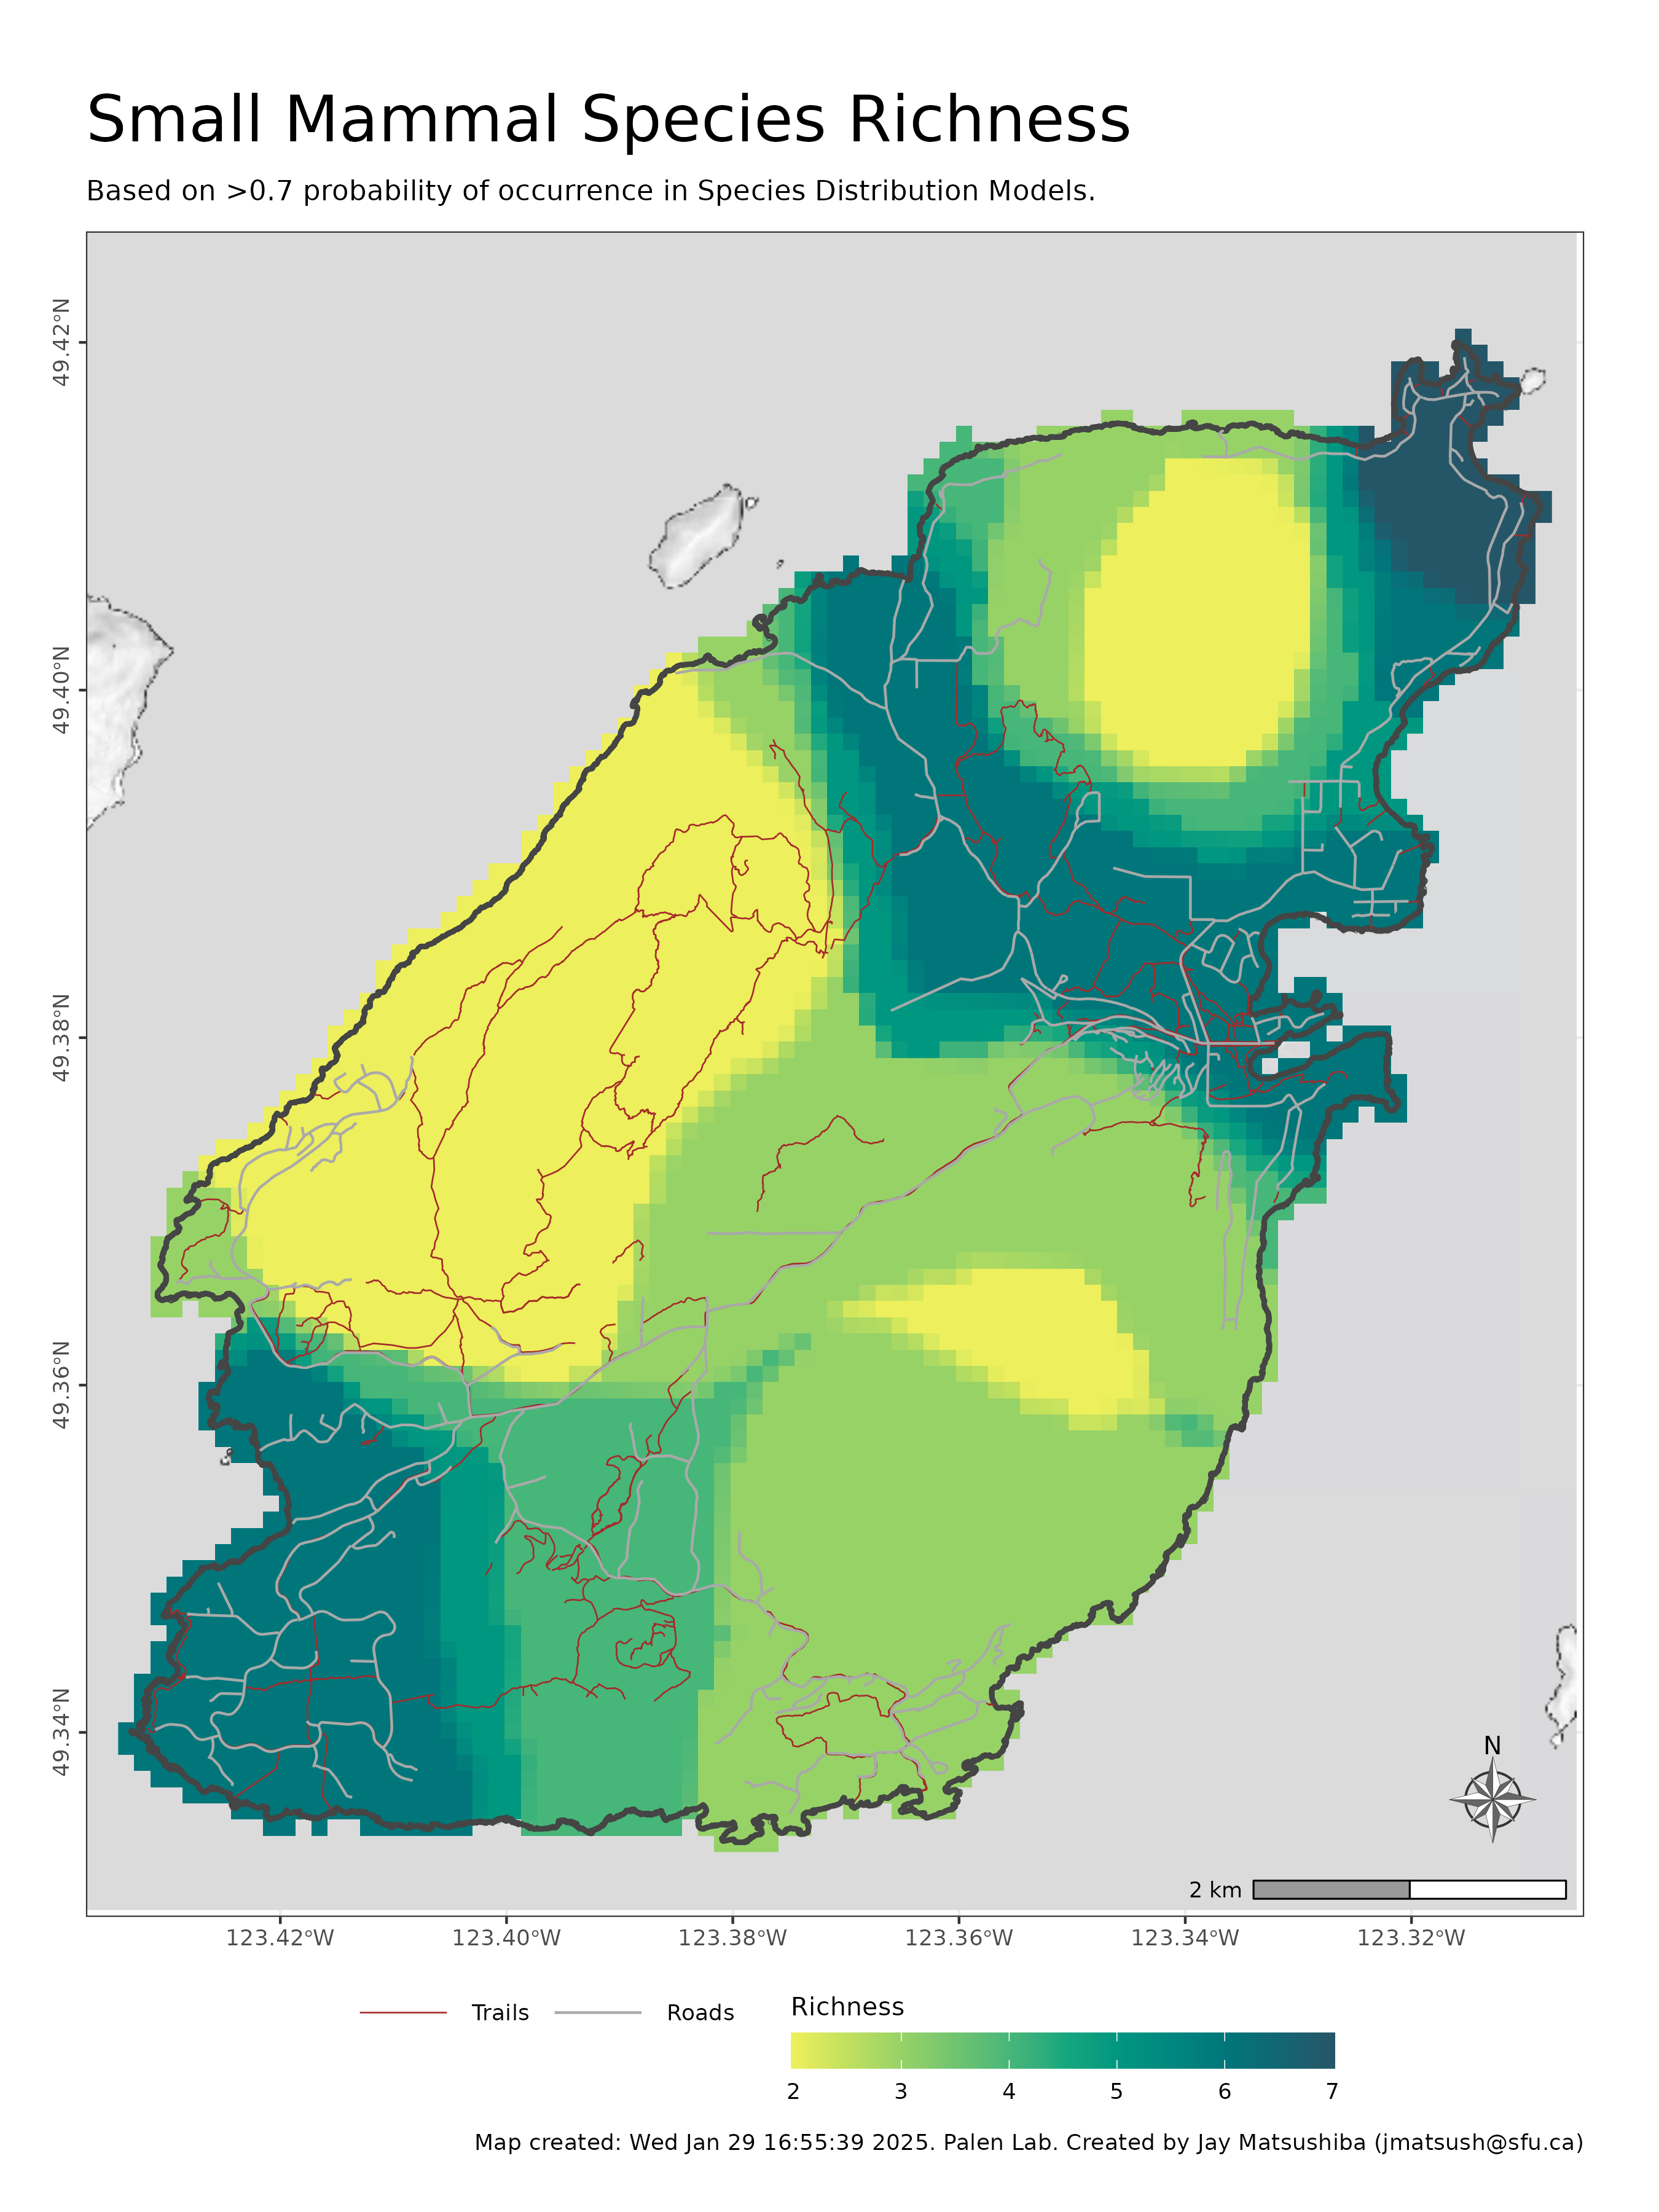 Small Mammal Species Richness
Based on >0.7 probability of occurrence in Species Distribution Models.
49.42°N
49.40°N
49.38°N
49.36°N
49.34°N
N
2 km
123.42°W
123.40°W
123.38°W
123.36°W
123.34°W
123.32°W
Trails
Roads
Richness
2
3
4
5
6
7
Map created: Wed Jan 29 16:55:39 2025. Palen Lab. Created by Jay Matsushiba (jmatsush@sfu.ca)